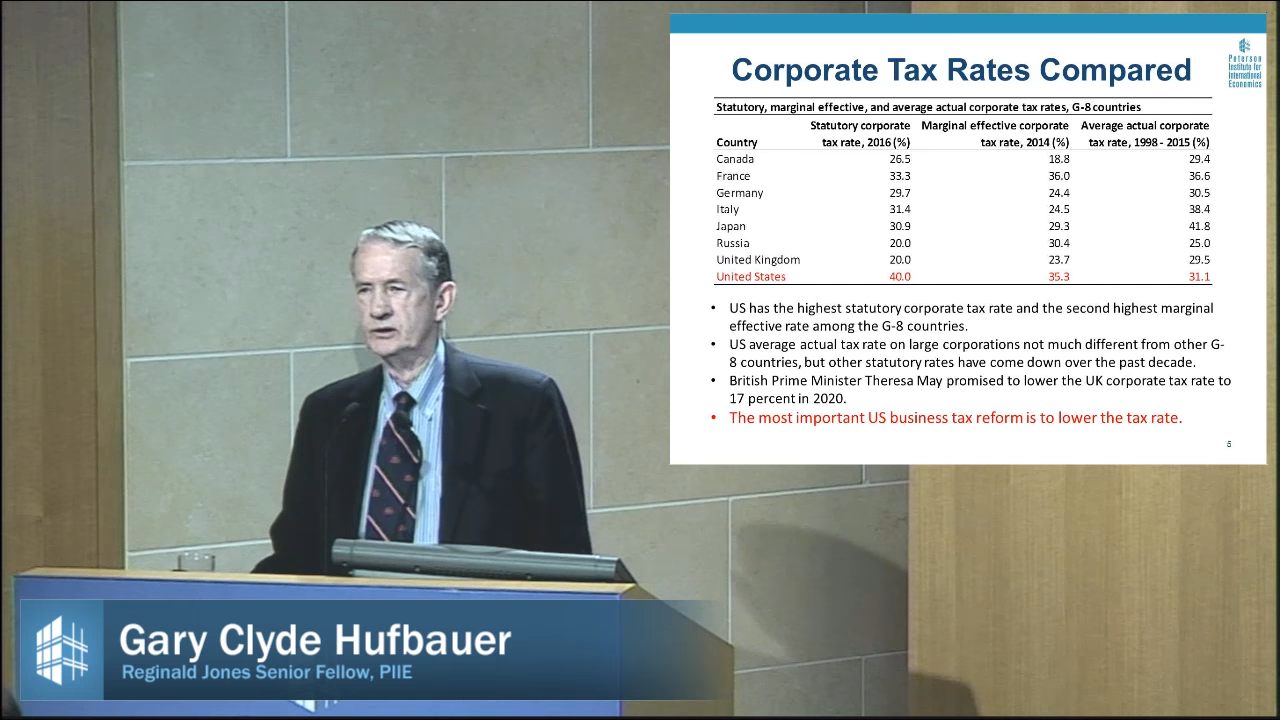 Corporate Tax Rates Compared
Peterson
Institute for
International
Economics
Statutory, marginal effective, and average actual corporate tax rates, G-8 countries
Statutory corporate Marginal effective corporate Average actual corporate
Country tax rate, 2016 (%) tax rate, 2014 (%) tax rate, 1998 - 2015 (%)
Canada 26.5 18.8 29.4
France 33.3 36.0 36.6
Germany 29.7 24.4 30.5
Italy 31.4 24.5 38.4
Japan 30.9 29.3 41.8
Russia 20.0 30.4 25.0
United Kingdom 20.0 23.7 29.5
United States 40.0 35.3 31.1
• US has the highest statutory corporate tax rate and the second highest marginal
effective rate among the G-8 countries.
• US average actual tax rate on large corporations not much different from other G-
8 countries, but other statutory rates have come down over the past decade.
• British Prime Minister Theresa May promised to lower the UK corporate tax rate to
17 percent in 2020.
• The most important US business tax reform is to lower the tax rate.
Gary Clyde Hufbauer
Reginald Jones Senior Fellow, PIIE